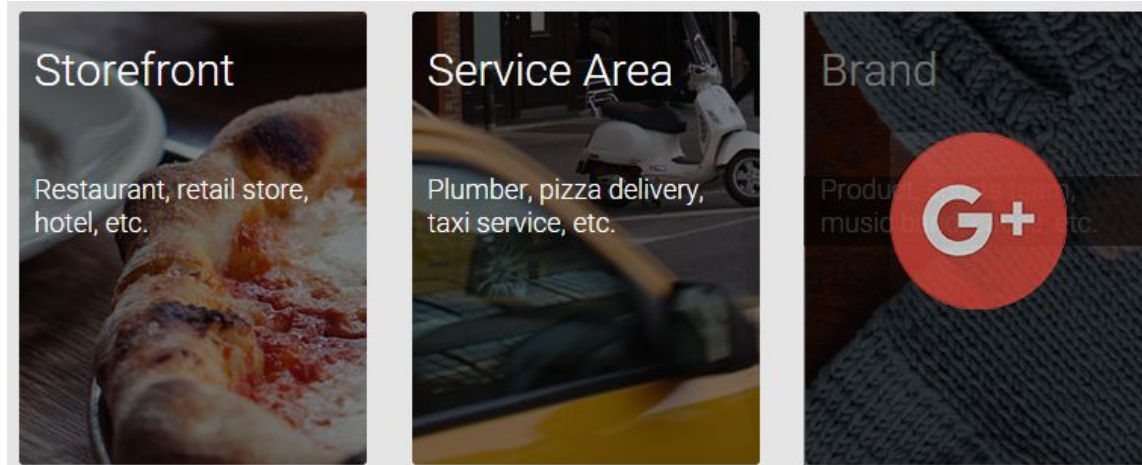 Storefront
Restaurant, retail store,
hotel, etc.
Service Area
Plumber, pizza delivery,
taxi service, etc.
Brand
Product,
music etc.
G+